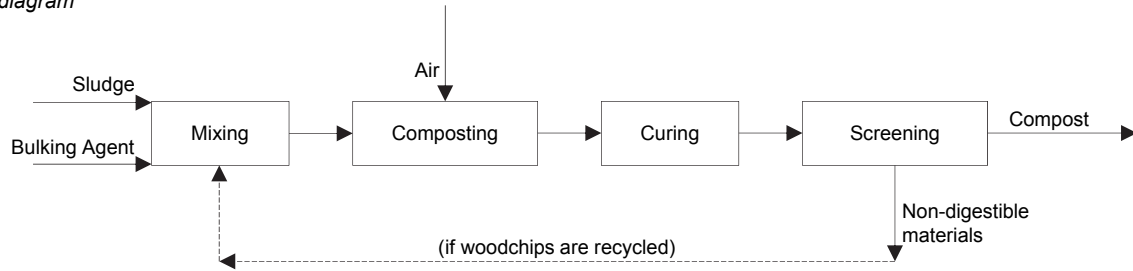 diagram
Air
Sludge
Mixing
Composting
Curing
Screening
Compost
Bulking Agent
Non-digestible
materials
(if woodchips are recycled)